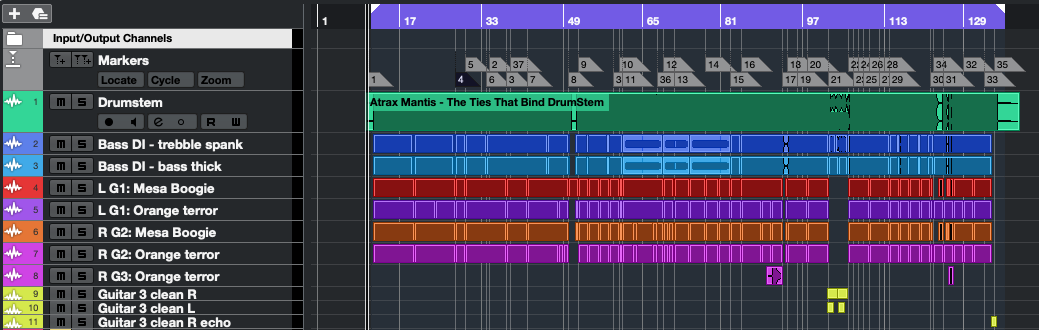 1 17 33 49 65 81 97 113 129
Input/Output Channels
Markers
5 2 37 9 10 12 14 16 18 20 26 28 34 32 35
Locate Cycle Zoom
1 4 6 3 7 8 3 11 36 13 15 17 19 21 23 25 27 29 30 31 33
1 Drumstem
m S R
Atrax Mantis - The Ties That Bind DrumStem
2 m S Bass DI - trebble spank
3 m S Bass DI - bass thick
4 m S L G1: Mesa Boogie
5 m S L G1: Orange terror
6 m S R G2: Mesa Boogie
7 m S R G2: Orange terror
8 m S R G3: Orange terror
9 m S Guitar 3 clean R
10 m S Guitar 3 clean L
11 m S Guitar 3 clean R echo